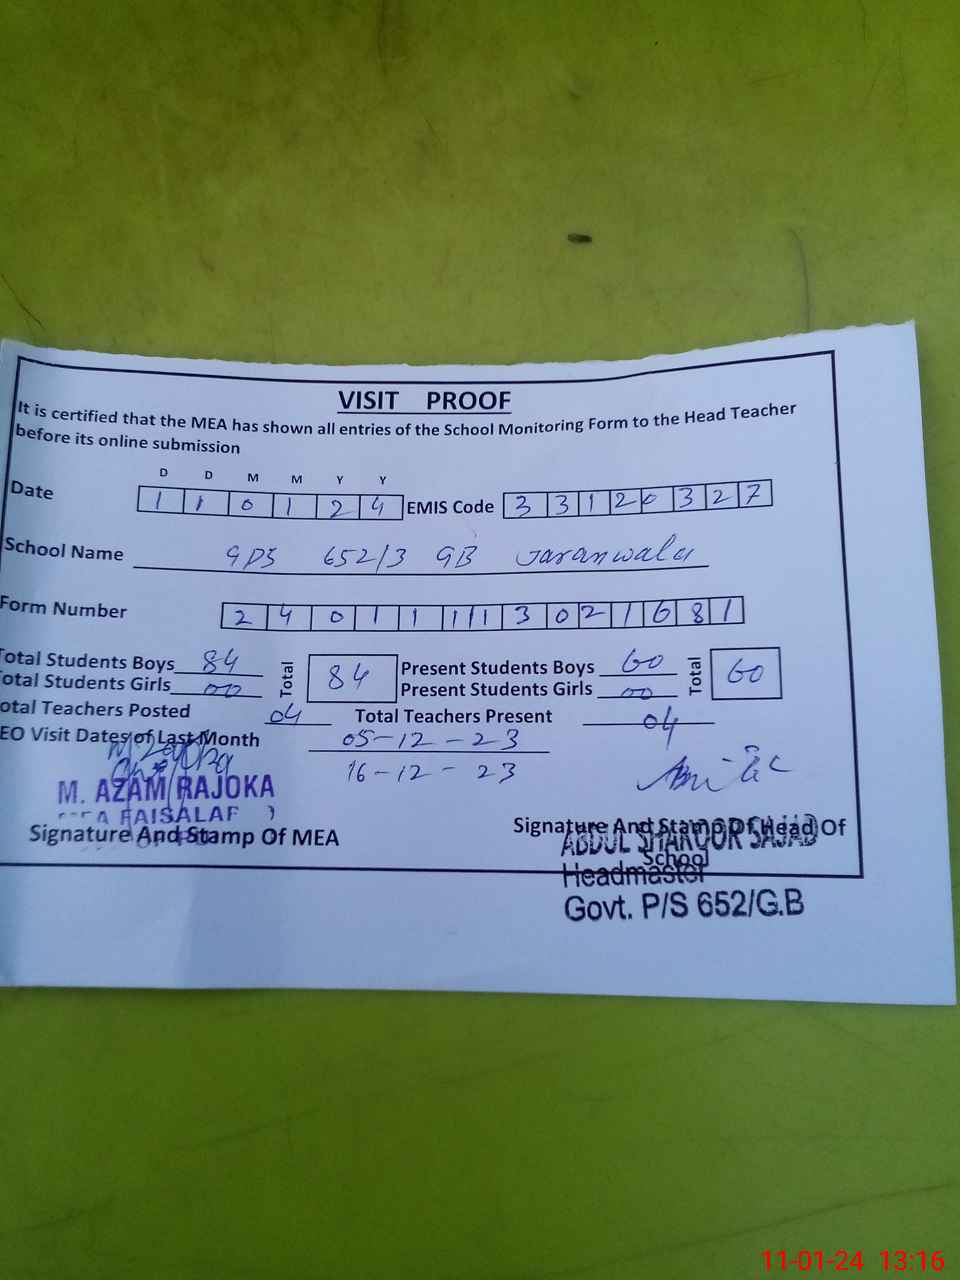 VISIT PROOF
It is certified that the MEA has shown all entries of the School Monitoring Form to the Head Teacher
before its online submission
D D M M Y Y
Date 1 1 0 1 2 4 EMIS Code 3 3 1 2 0 3 2 7
School Name GPS 652/3 GB Jaranwala
Form Number 2 4 0 1 1 1 1 3 0 2 1 6 8 1
Total Students Boys 84 Total 84 Present Students Boys 60 Total 60
Total Students Girls 00 Present Students Girls 00
otal Teachers Posted 04 Total Teachers Present 04
EO Visit Dates of Last Month 05-12-23
16-12-23
M. AZAM RAJOKA
FAISALA
Signature And Stamp Of MEA
Signature And Stamp Of Head Of
School
ABDUL SHAKOOR SAJJAD
Headmaster
Govt. P/S 652/G.B
11-01-24 13:16